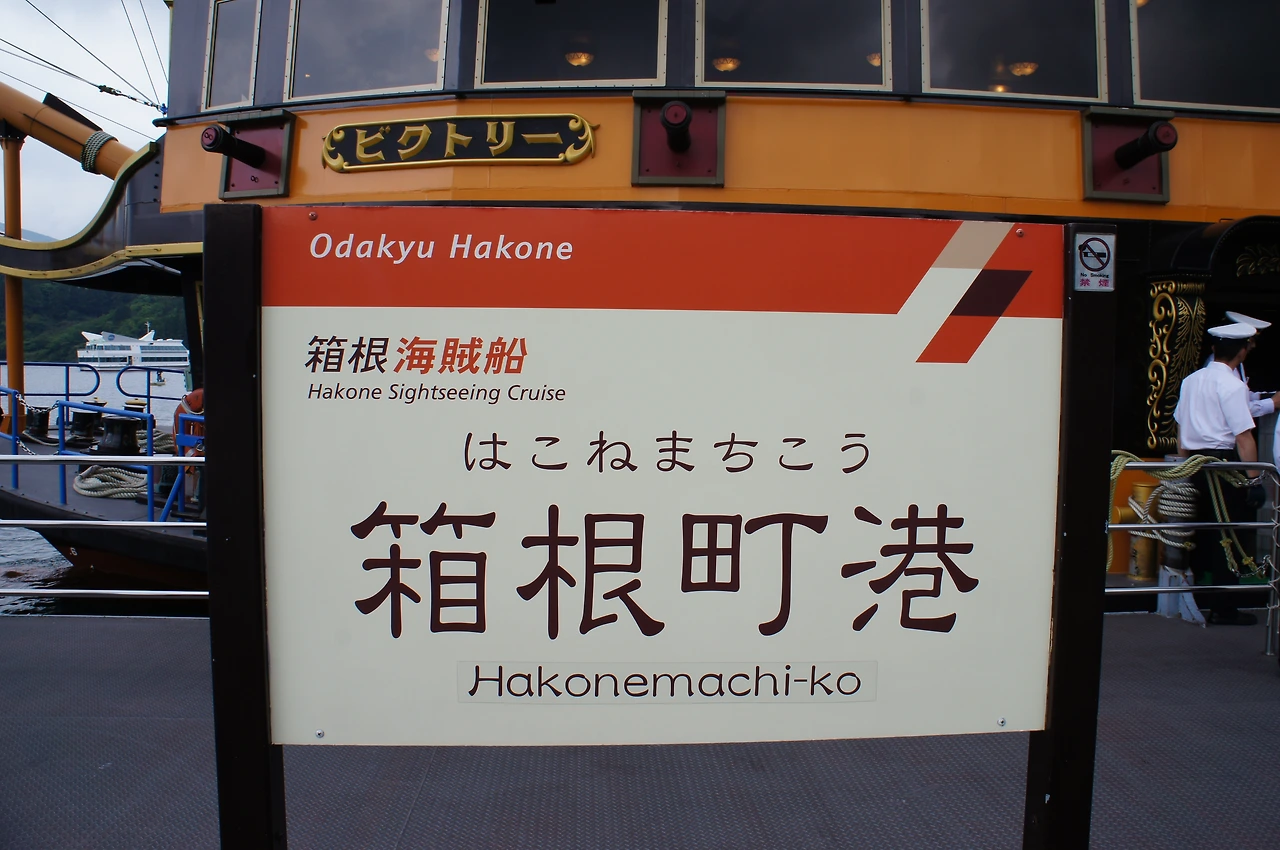 ビクトリー
Odakyu Hakone
No Smoking
禁煙
箱根海賊船
Hakone Sightseeing Cruise
はこねまちこう
箱根町港
Hakonemachi-ko